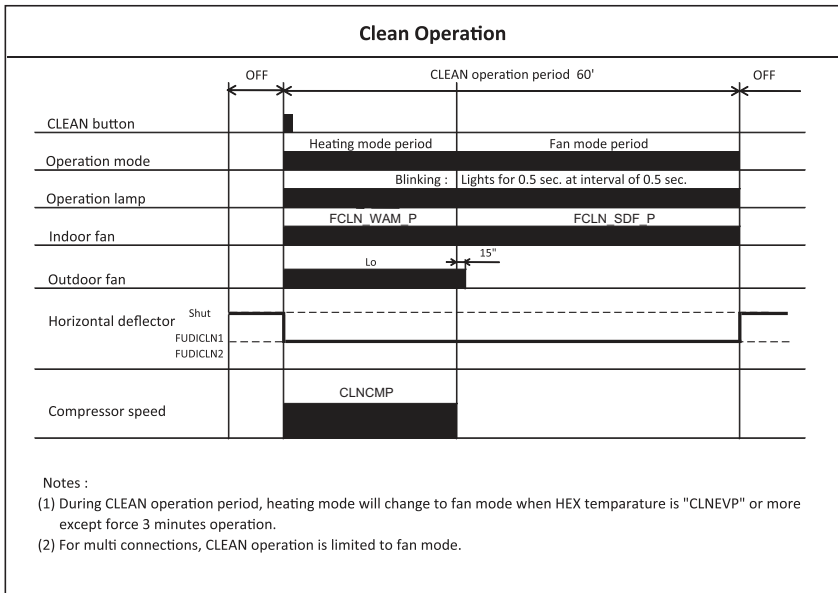 Clean Operation
OFF
CLEAN operation period 60'
OFF
CLEAN button
Heating mode period
Fan mode period
Operation mode
Blinking : Lights for 0.5 sec. at interval of 0.5 sec.
Operation lamp
FCLN_WAM_P
FCLN_SDF_P
Indoor fan
15"
Lo
Outdoor fan
Shut
Horizontal deflector
FUDICLN1
FUDICLN2
CLNCMP
Compressor speed
Notes :
(1) During CLEAN operation period, heating mode will change to fan mode when HEX temparature is "CLNEVP" or more
except force 3 minutes operation.
(2) For multi connections, CLEAN operation is limited to fan mode.